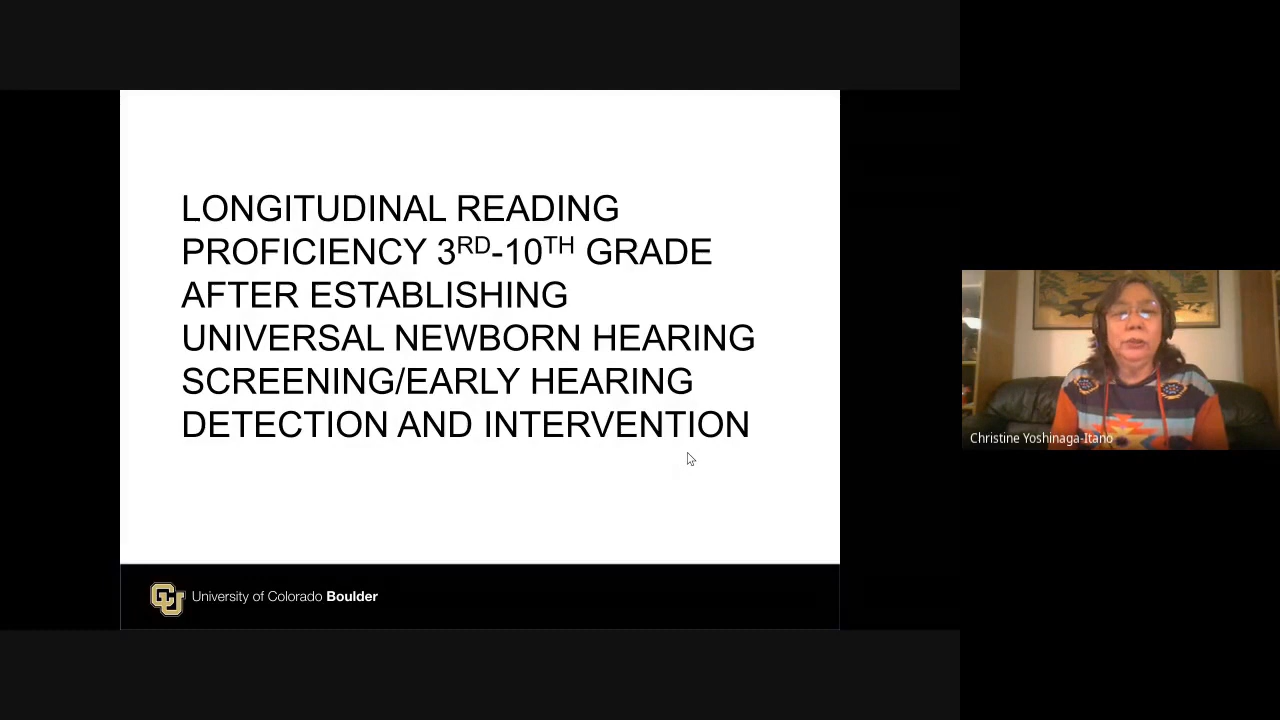 LONGITUDINAL READING
PROFICIENCY 3RD-10TH GRADE
AFTER ESTABLISHING
UNIVERSAL NEWBORN HEARING
SCREENING/EARLY HEARING
DETECTION AND INTERVENTION
CU University of Colorado Boulder
Christine Yoshinaga-Itano